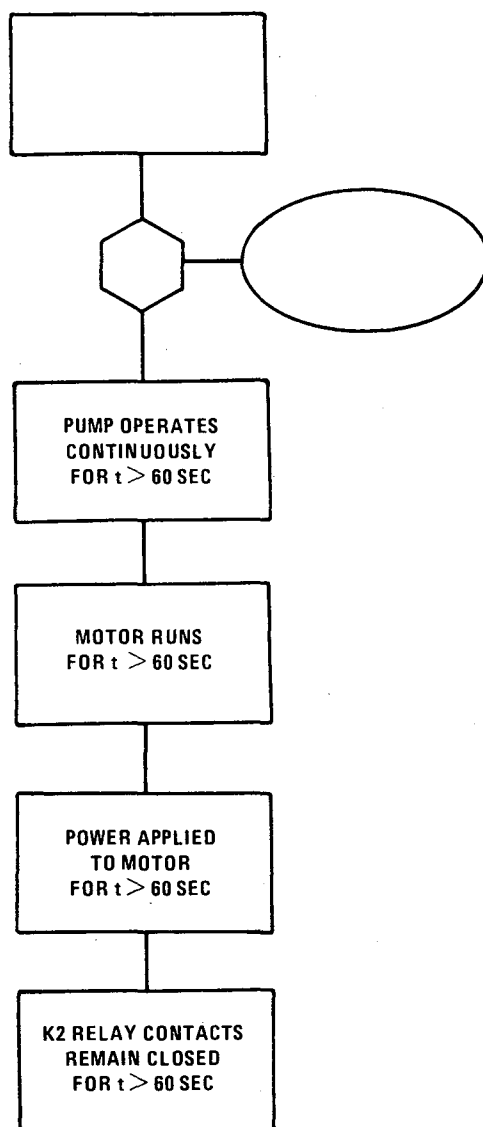 PUMP OPERATES
CONTINUOUSLY
FOR t > 60 SEC
MOTOR RUNS
FOR t > 60 SEC
POWER APPLIED
TO MOTOR
FOR t > 60 SEC
K2 RELAY CONTACTS
REMAIN CLOSED
FOR t > 60 SEC